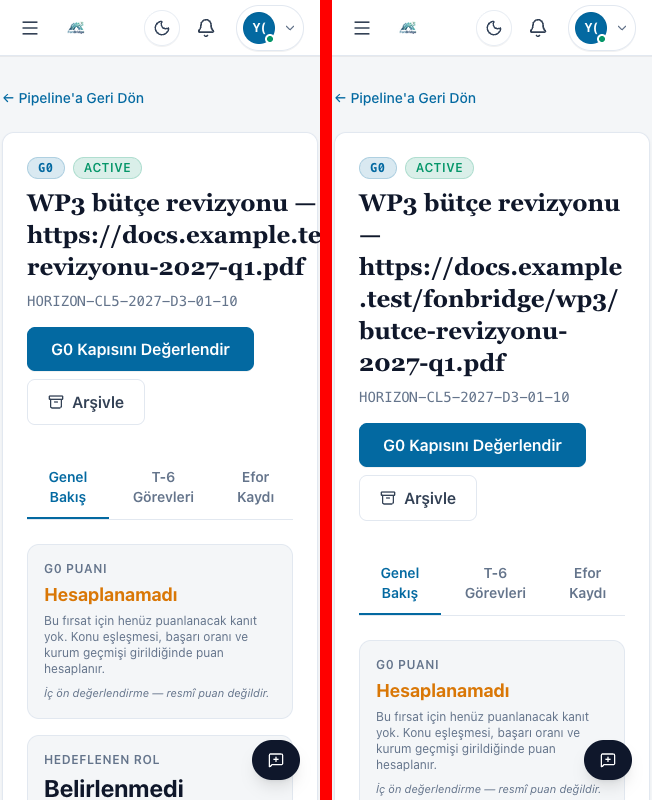 Y(
← Pipeline'a Geri Dön
G0
ACTIVE
WP3 bütçe revizyonu —
https://docs.example.te
revizyonu-2027-q1.pdf
HORIZON-CL5-2027-D3-01-10
G0 Kapısını Değerlendir
Arşivle
Genel
Bakış
T-6
Görevleri
Efor
Kaydı
G0 PUANI
Hesaplanamadı
Bu fırsat için henüz puanlanacak kanıt
yok. Konu eşleşmesi, başarı oranı ve
kurum geçmişi girildiğinde puan
hesaplanır.
İç ön değerlendirme — resmî puan değildir.
HEDEFLENEN ROL
Belirlenmedi
Y(
← Pipeline'a Geri Dön
G0
ACTIVE
WP3 bütçe revizyonu
—
https://docs.example
.test/fonbridge/wp3/
butce-revizyonu-
2027-q1.pdf
HORIZON-CL5-2027-D3-01-10
G0 Kapısını Değerlendir
Arşivle
Genel
Bakış
T-6
Görevleri
Efor
Kaydı
G0 PUANI
Hesaplanamadı
Bu fırsat için henüz puanlanacak kanıt
yok. Konu eşleşmesi, başarı oranı ve
kurum geçmişi girildiğinde puan
hesaplanır.
İç ön değerlendirme — resmî puan değildir.